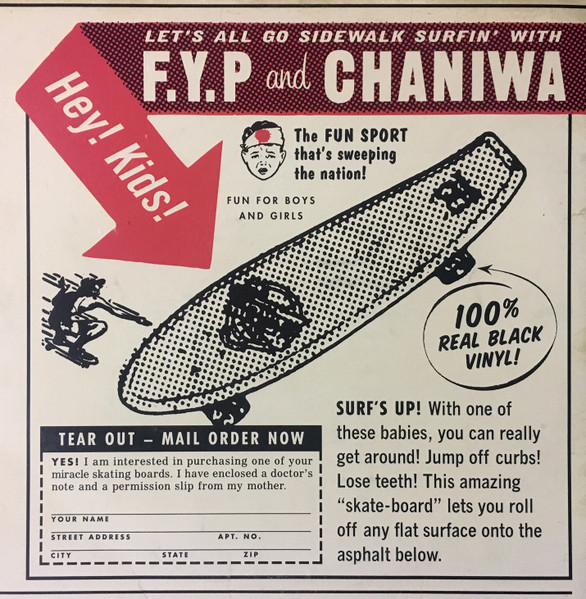 LET'S ALL GO SIDEWALK SURFIN' WITH
F.Y.P and CHANIWA
Hey! Kids!
The FUN SPORT
that's sweeping
the nation!
FUN FOR BOYS
AND GIRLS
100%
REAL BLACK
VINYL!
SURF'S UP! With one of
these babies, you can really
get around! Jump off curbs!
Lose teeth! This amazing
“skate-board” lets you roll
off any flat surface onto the
asphalt below.
TEAR OUT – MAIL ORDER NOW
YES! I am interested in purchasing one of your
miracle skating boards. I have enclosed a doctor's
note and a permission slip from my mother.
YOUR NAME
STREET ADDRESS APT. NO.
CITY STATE ZIP